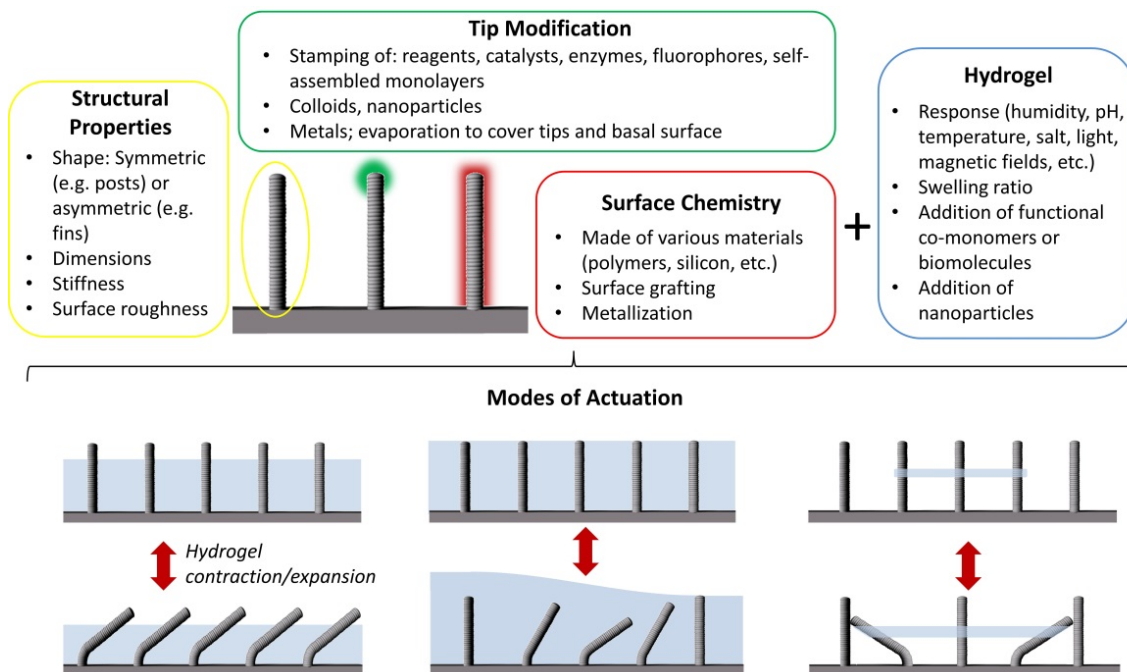 Tip Modification
• Stamping of: reagents, catalysts, enzymes, fluorophores, self-
assembled monolayers
• Colloids, nanoparticles
• Metals; evaporation to cover tips and basal surface
Structural
Properties
• Shape: Symmetric
(e.g. posts) or
asymmetric (e.g.
fins)
• Dimensions
• Stiffness
• Surface roughness
Surface Chemistry
• Made of various materials
(polymers, silicon, etc.)
• Surface grafting
• Metallization
+
Hydrogel
• Response (humidity, pH,
temperature, salt, light,
magnetic fields, etc.)
• Swelling ratio
• Addition of functional
co-monomers or
biomolecules
• Addition of
nanoparticles
Modes of Actuation
Hydrogel
contraction/expansion